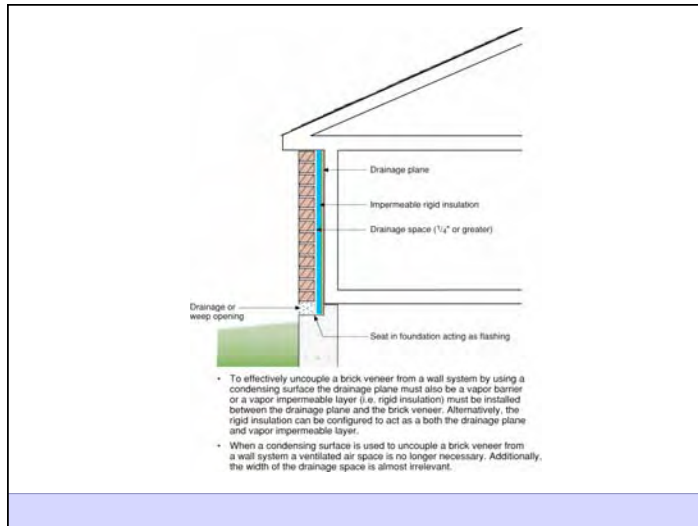 Drainage plane
Impermeable rigid insulation
Drainage space (1/4" or greater)
Drainage or
weep opening
Seat in foundation acting as flashing
• To effectively uncouple a brick veneer from a wall system by using a
condensing surface the drainage plane must also be a vapor barrier
or a vapor impermeable layer (i.e. rigid insulation) must be installed
between the drainage plane and the brick veneer. Alternatively, the
rigid insulation can be configured to act as a both the drainage plane
and vapor impermeable layer.
• When a condensing surface is used to uncouple a brick veneer from
a wall system a ventilated air space is no longer necessary. Additionally,
the width of the drainage space is almost irrelevant.